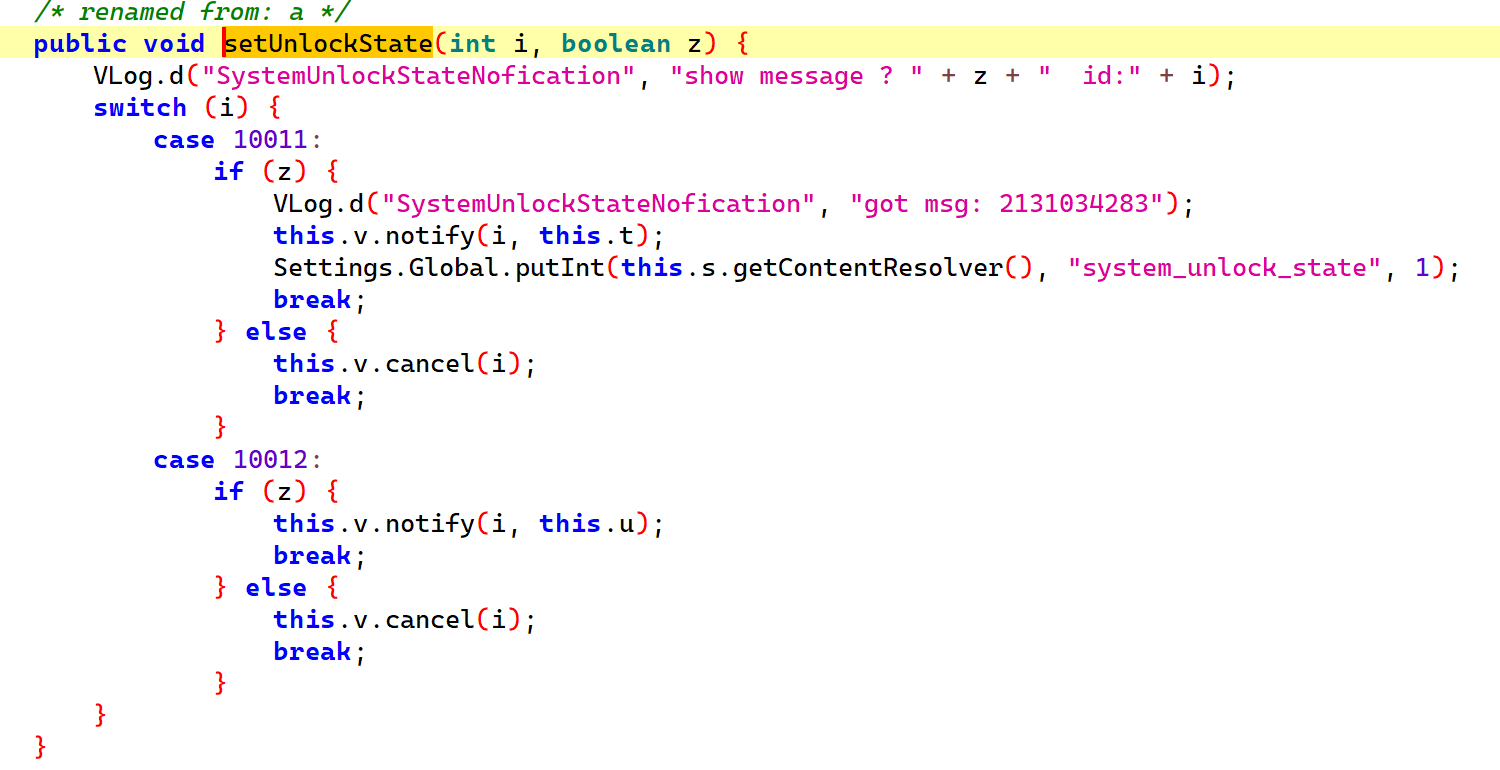 /* renamed from: a */
public void setUnlockState(int i, boolean z) {
VLog.d("SystemUnlockStateNofication", "show message ? " + z + "  id:" + i);
switch (i) {
case 10011:
if (z) {
VLog.d("SystemUnlockStateNofication", "got msg: 2131034283");
this.v.notify(i, this.t);
Settings.Global.putInt(this.s.getContentResolver(), "system_unlock_state", 1);
break;
} else {
this.v.cancel(i);
break;
}
case 10012:
if (z) {
this.v.notify(i, this.u);
break;
} else {
this.v.cancel(i);
break;
}
}
}